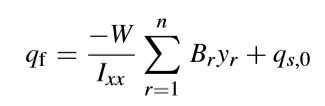 q_f = \frac{-W}{I_{xx}} \sum_{r=1}^{n} B_r y_r + q_{s,0}